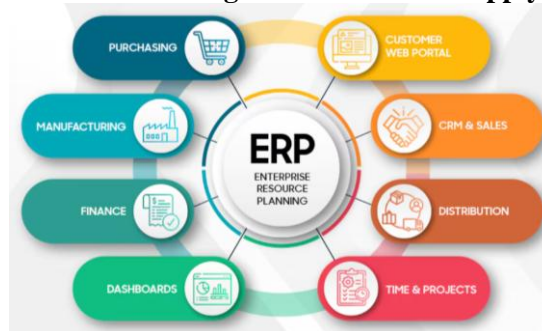 PURCHASING
CUSTOMER
WEB PORTAL
MANUFACTURING
CRM & SALES
ERP
ENTERPRISE
RESOURCE
PLANNING
FINANCE
DISTRIBUTION
DASHBOARDS
TIME & PROJECTS